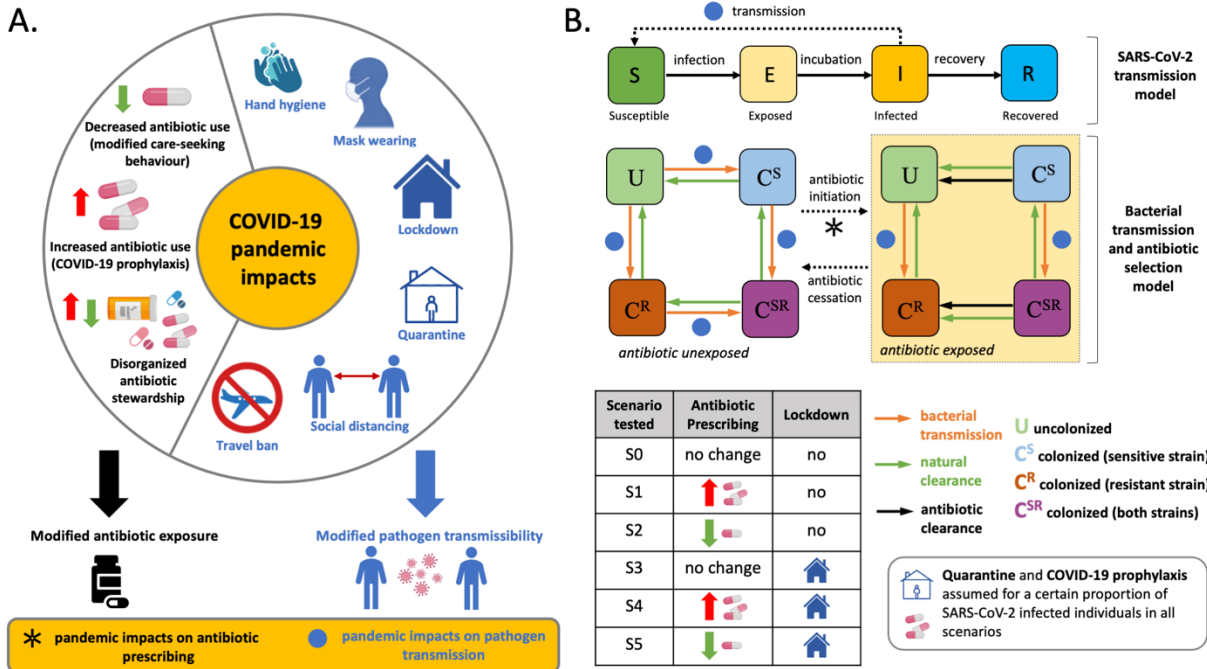 A.
Hand hygiene
Mask wearing
Lockdown
Quarantine
Social distancing
Travel ban
Decreased antibiotic use
(modified care-seeking
behaviour)
Increased antibiotic use
(COVID-19 prophylaxis)
Disorganized
antibiotic
stewardship
COVID-19
pandemic
impacts
Modified antibiotic exposure
Modified pathogen transmissibility
* pandemic impacts on antibiotic
prescribing
pandemic impacts on pathogen
transmission
B.
transmission
S
infection
E
incubation
I
recovery
R
Susceptible
Exposed
Infected
Recovered
SARS-CoV-2
transmission
model
U
C^S
C^R
C^SR
antibiotic unexposed
antibiotic
initiation
*
antibiotic
cessation
U
C^S
C^R
C^SR
antibiotic exposed
Bacterial
transmission
and antibiotic
selection
model
Scenario tested Antibiotic Prescribing Lockdown
S0 no change no
S1 no
S2 no
S3 no change
S4
S5
bacterial
transmission
natural
clearance
antibiotic
clearance
U uncolonized
C^S colonized (sensitive strain)
C^R colonized (resistant strain)
C^SR colonized (both strains)
Quarantine and COVID-19 prophylaxis
assumed for a certain proportion of
SARS-CoV-2 infected individuals in all
scenarios